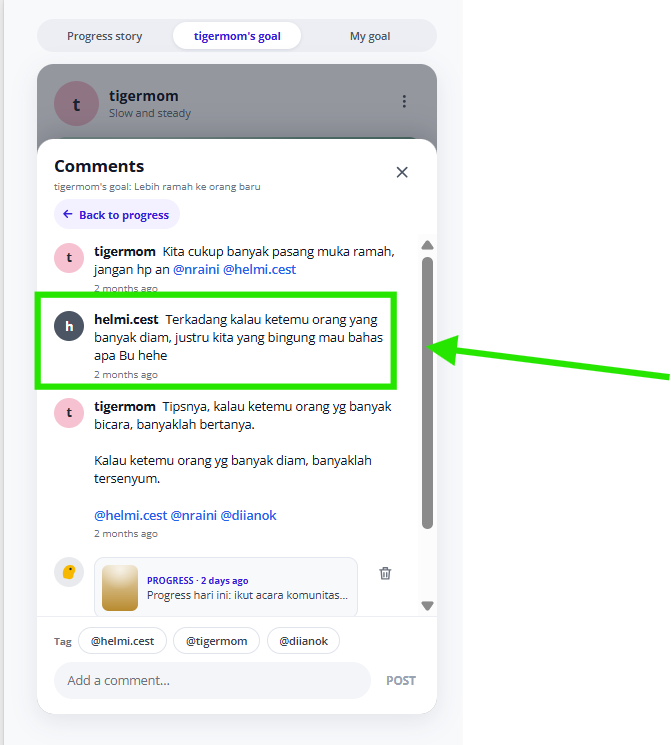 Progress story
tigermom's goal
My goal
t
tigermom
Slow and steady
Comments
tigermom's goal: Lebih ramah ke orang baru
← Back to progress
t
tigermom Kita cukup banyak pasang muka ramah,
jangan hp an @nraini @helmi.cest
2 months ago
h
helmi.cest Terkadang kalau ketemu orang yang
banyak diam, justru kita yang bingung mau bahas
apa Bu hehe
2 months ago
t
tigermom Tipsnya, kalau ketemu orang yg banyak
bicara, banyaklah bertanya.
Kalau ketemu orang yg banyak diam, banyaklah
tersenyum.
@helmi.cest @nraini @diianok
2 months ago
PROGRESS · 2 days ago
Progress hari ini: ikut acara komunitas...
Tag
@helmi.cest
@tigermom
@diianok
Add a comment...
POST